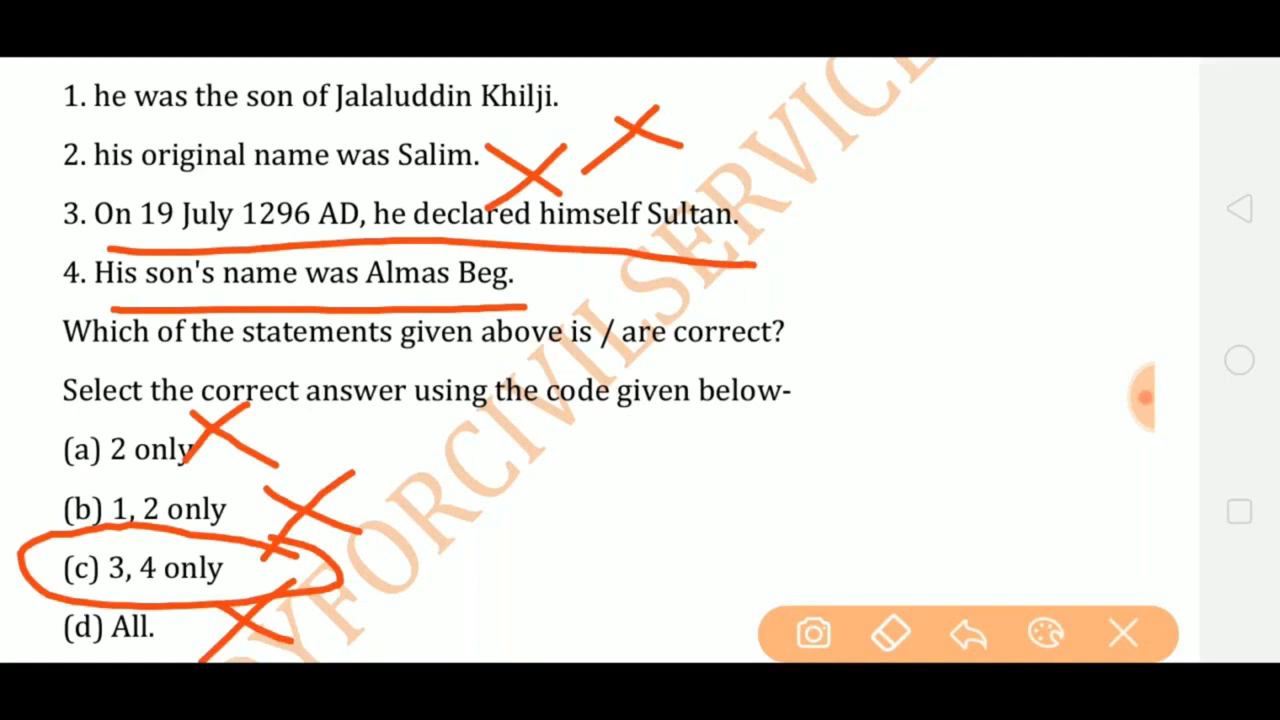 1. he was the son of Jalaluddin Khilji.
2. his original name was Salim.
3. On 19 July 1296 AD, he declared himself Sultan.
4. His son's name was Almas Beg.
Which of the statements given above is / are correct?
Select the correct answer using the code given below-
(a) 2 only
(b) 1, 2 only
(c) 3, 4 only
(d) All.
YFORCIVILSERVICE